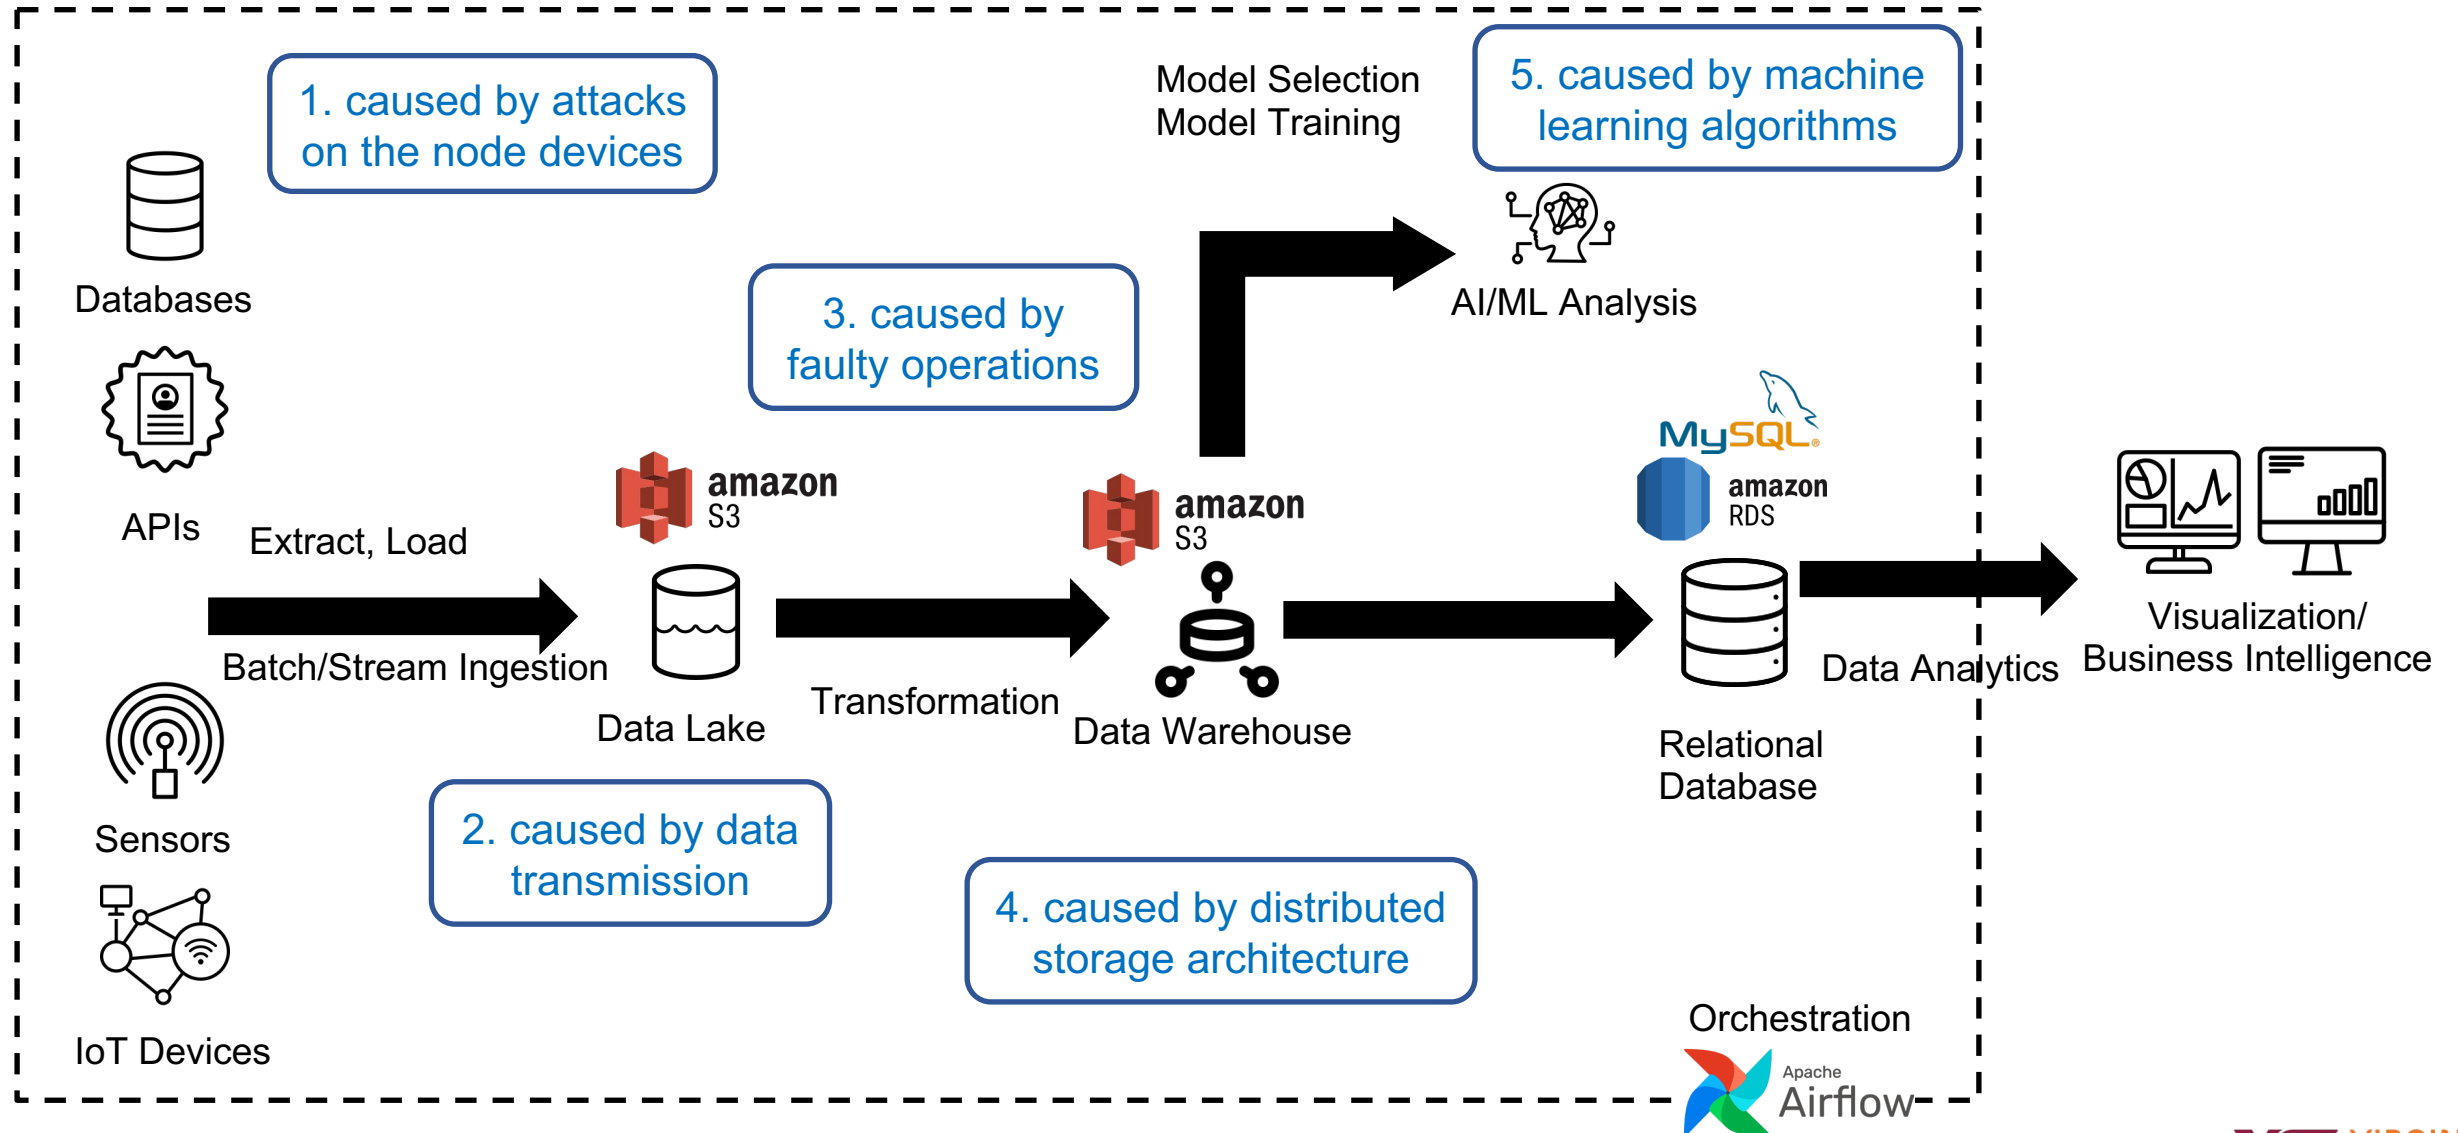 1. caused by attacks
on the node devices
Model Selection
Model Training
5. caused by machine
learning algorithms
Databases
3. caused by
faulty operations
AI/ML Analysis
MySQL®
APIs
Extract, Load
amazon
S3
amazon
S3
amazon
RDS
Batch/Stream Ingestion
Data Lake
Transformation
Data Warehouse
Relational
Database
Data Analytics
Visualization/
Business Intelligence
Sensors
2. caused by data
transmission
4. caused by distributed
storage architecture
IoT Devices
Orchestration
Apache
Airflow